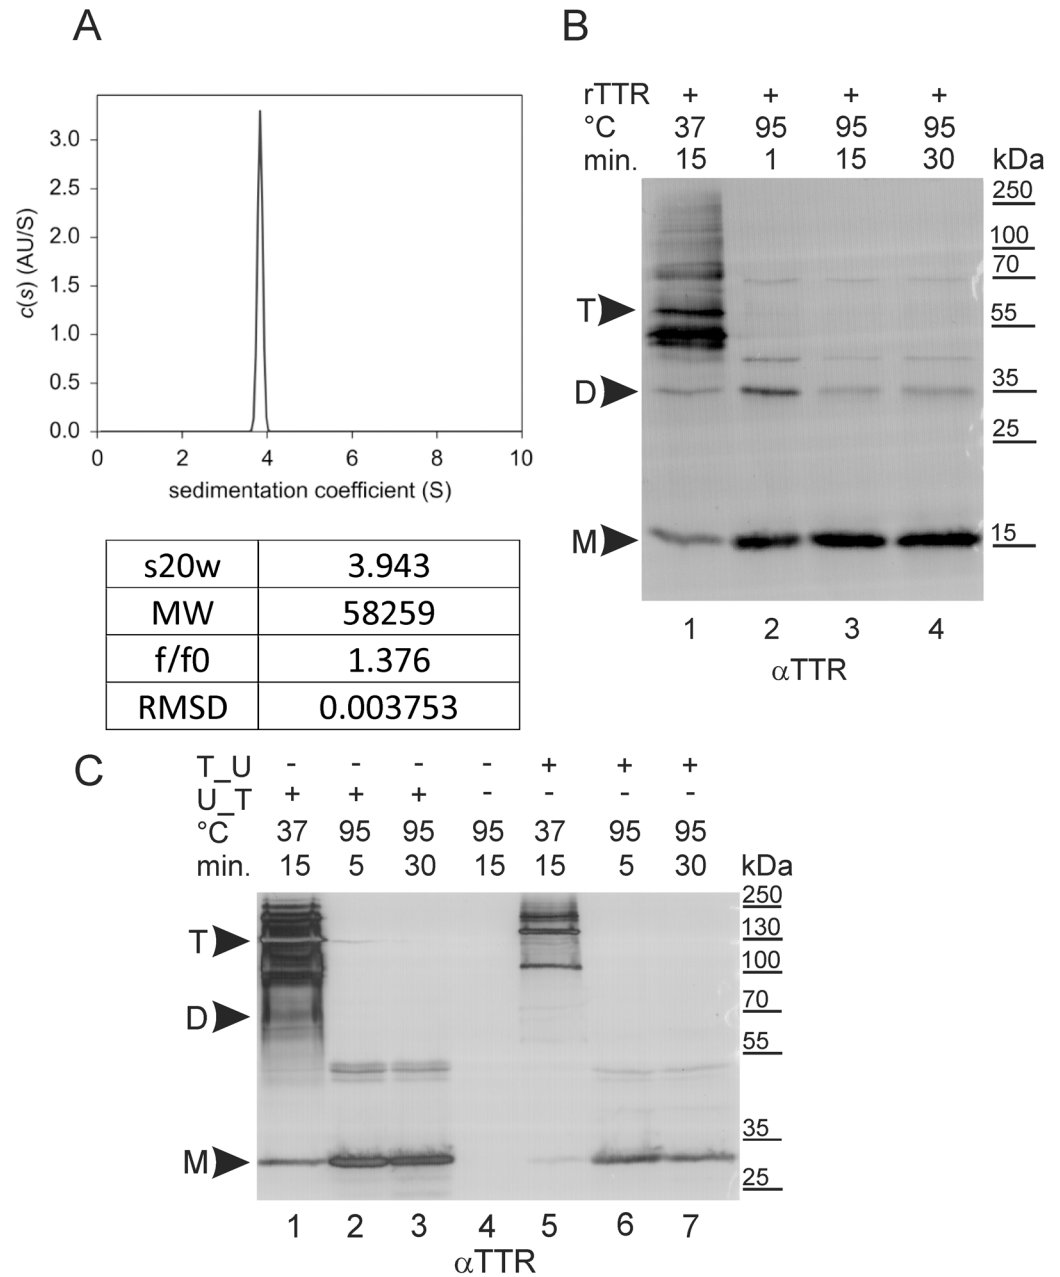 A
3.0
2.5
2.0
1.5
1.0
0.5
0.0
c(s) (AU/S)
0 2 4 6 8 10
sedimentation coefficient (S)
s20w 3.943
MW 58259
f/f0 1.376
RMSD 0.003753
B
rTTR + + + +
°C 37 95 95 95
min. 15 1 15 30 kDa
250
100
70
T
55
D 35
25
M 15
1 2 3 4
αTTR
C
T_U - - - - + + +
U_T + + + - - - -
°C 37 95 95 95 37 95 95
min. 15 5 30 15 15 5 30 kDa
250
T 130
100
D 70
55
35
M 25
1 2 3 4 5 6 7
αTTR